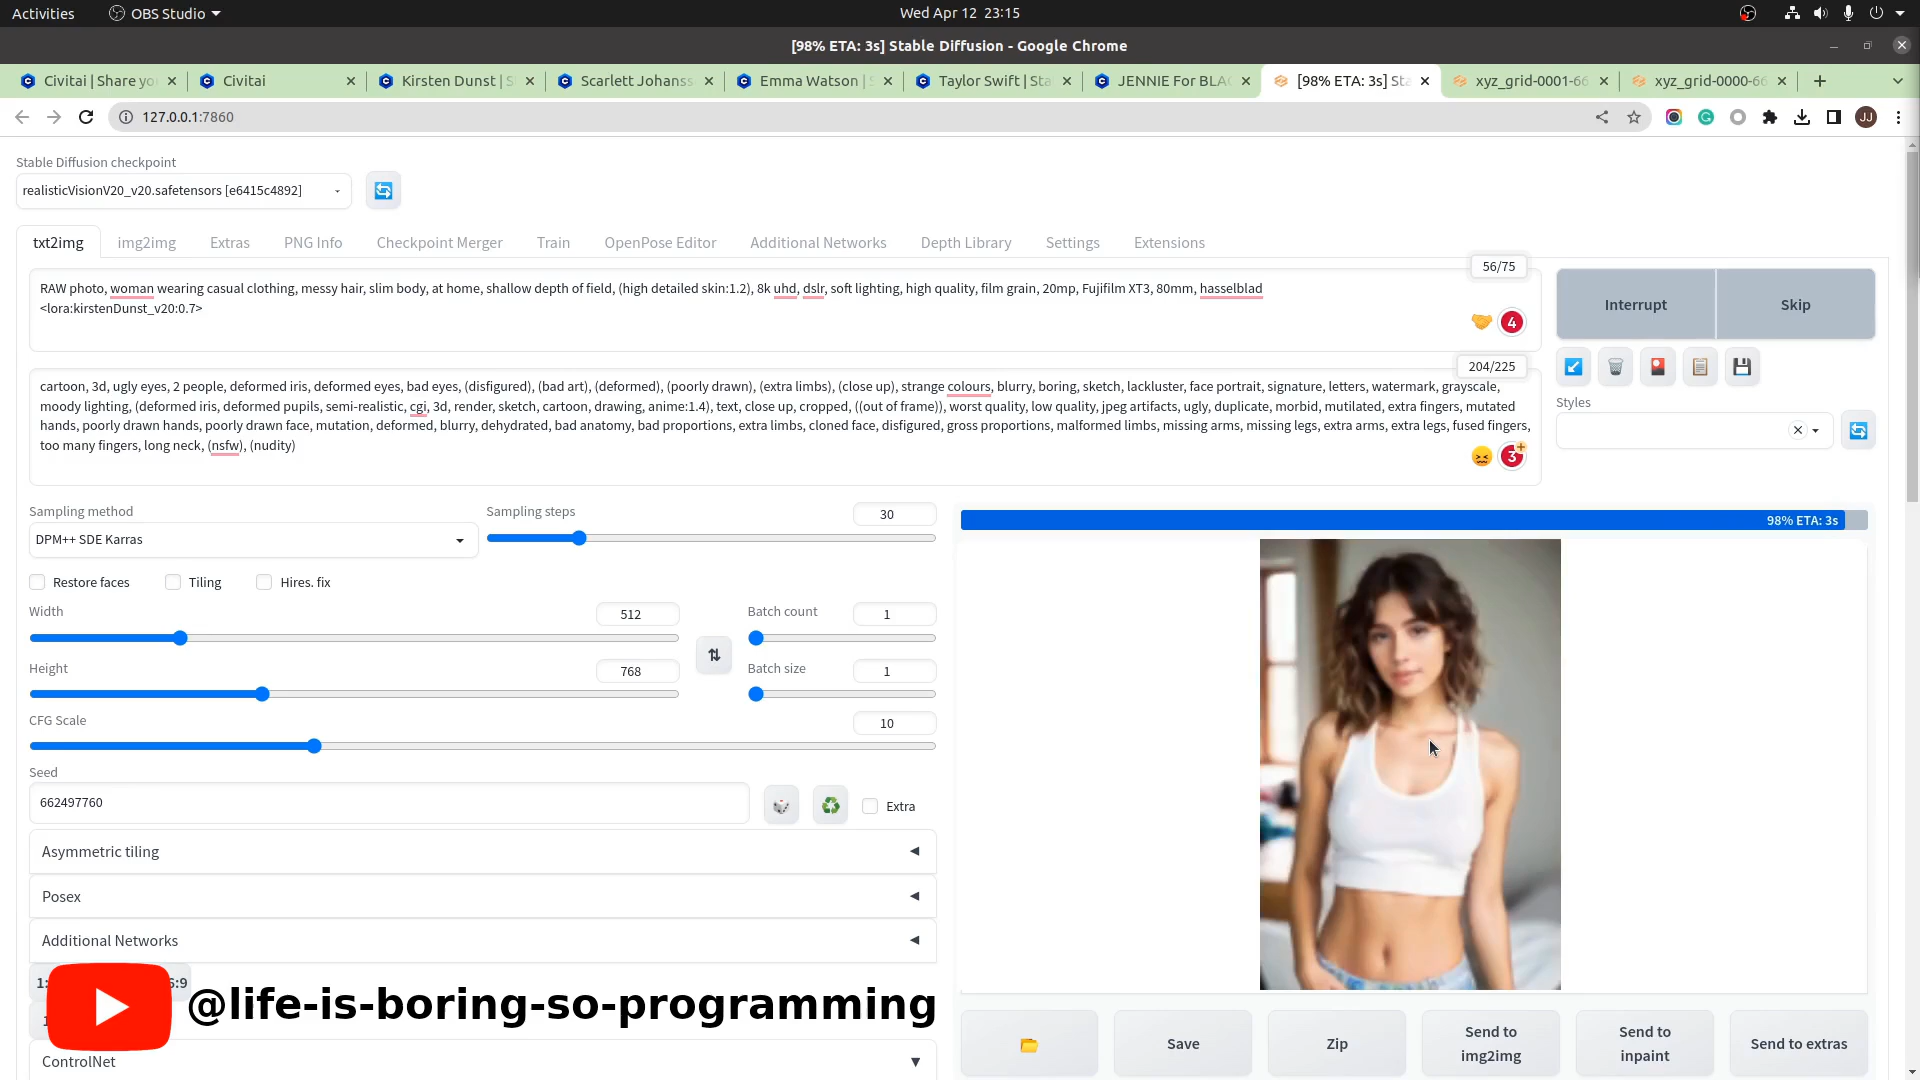 Activities
OBS Studio
Wed Apr 12 23:15
[98% ETA: 3s] Stable Diffusion - Google Chrome
Civitai | Share yo
Civitai
Kirsten Dunst | S
Scarlett Johanss
Emma Watson | S
Taylor Swift | Sta
JENNIE For BLAC
[98% ETA: 3s] Sta
xyz_grid-0001-66
xyz_grid-0000-66
127.0.0.1:7860
JJ
Stable Diffusion checkpoint
realisticVisionV20_v20.safetensors [e6415c4892]
txt2img
img2img
Extras
PNG Info
Checkpoint Merger
Train
OpenPose Editor
Additional Networks
Depth Library
Settings
Extensions
56/75
RAW photo, woman wearing casual clothing, messy hair, slim body, at home, shallow depth of field, (high detailed skin:1.2), 8k uhd, dslr, soft lighting, high quality, film grain, 20mp, Fujifilm XT3, 80mm, hasselblad
<lora:kirstenDunst_v20:0.7>
4
Interrupt
Skip
204/225
cartoon, 3d, ugly eyes, 2 people, deformed iris, deformed eyes, bad eyes, (disfigured), (bad art), (deformed), (poorly drawn), (extra limbs), (close up), strange colours, blurry, boring, sketch, lackluster, face portrait, signature, letters, watermark, grayscale,
moody lighting, (deformed iris, deformed pupils, semi-realistic, cgi, 3d, render, sketch, cartoon, drawing, anime:1.4), text, close up, cropped, ((out of frame)), worst quality, low quality, jpeg artifacts, ugly, duplicate, morbid, mutilated, extra fingers, mutated
hands, poorly drawn hands, poorly drawn face, mutation, deformed, blurry, dehydrated, bad anatomy, bad proportions, extra limbs, cloned face, disfigured, gross proportions, malformed limbs, missing arms, missing legs, extra arms, extra legs, fused fingers,
too many fingers, long neck, (nsfw), (nudity)
3
Styles
Sampling method
DPM++ SDE Karras
Sampling steps
30
98% ETA: 3s
Restore faces
Tiling
Hires. fix
Width
512
Batch count
1
Height
768
Batch size
1
CFG Scale
10
Seed
662497760
Extra
Asymmetric tiling
Posex
Additional Networks
@life-is-boring-so-programming
ControlNet
Save
Zip
Send to
img2img
Send to
inpaint
Send to extras